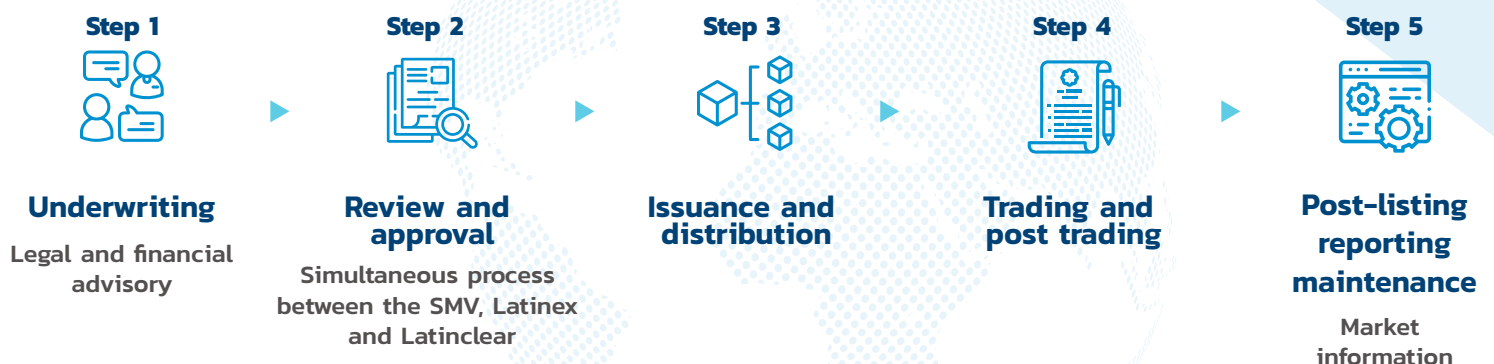 Step 1
Underwriting
Legal and financial
advisory
Step 2
Review and
approval
Simultaneous process
between the SMV, Latinex
and Latinclear
Step 3
Issuance and
distribution
Step 4
Trading and
post trading
Step 5
Post-listing
reporting
maintenance
Market
information